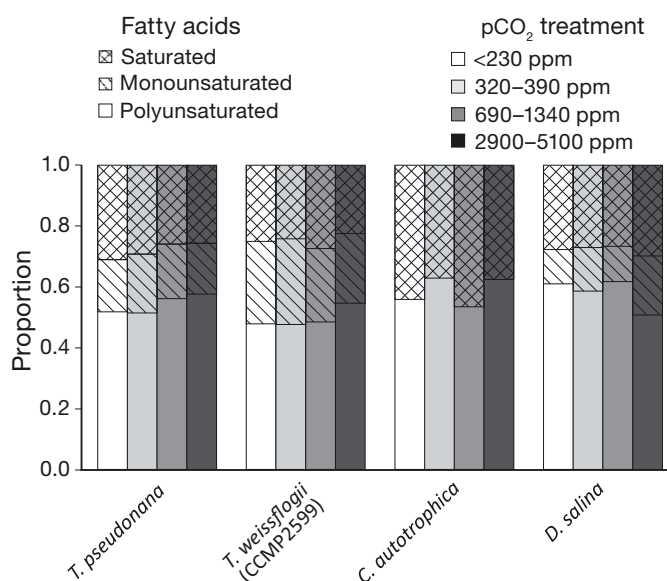 Fatty acids
Saturated
Monounsaturated
Polyunsaturated
pCO₂ treatment
<230 ppm
320–390 ppm
690–1340 ppm
2900–5100 ppm
Proportion
1.0
0.8
0.6
0.4
0.2
0.0
T. pseudonana
T. weissflogii
(CCMP2599)
C. autotrophica
D. salina